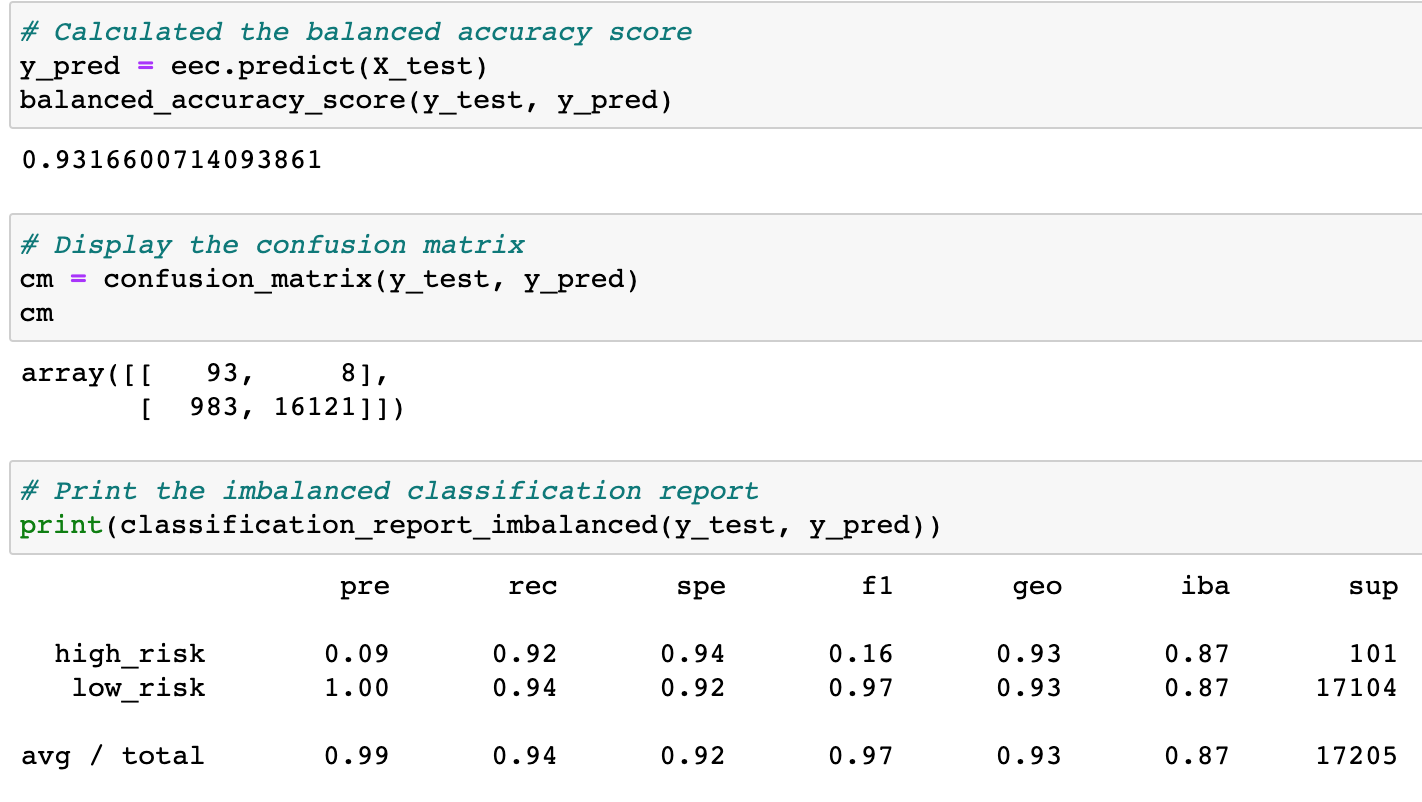 # Calculated the balanced accuracy score
y_pred = eec.predict(X_test)
balanced_accuracy_score(y_test, y_pred)
0.9316600714093861
# Display the confusion matrix
cm = confusion_matrix(y_test, y_pred)
cm
array([[   93,     8],
       [  983, 16121]])
# Print the imbalanced classification report
print(classification_report_imbalanced(y_test, y_pred))
                   pre       rec       spe        f1       geo       iba       sup
  high_risk       0.09      0.92      0.94      0.16      0.93      0.87       101
   low_risk       1.00      0.94      0.92      0.97      0.93      0.87     17104
avg / total       0.99      0.94      0.92      0.97      0.93      0.87     17205